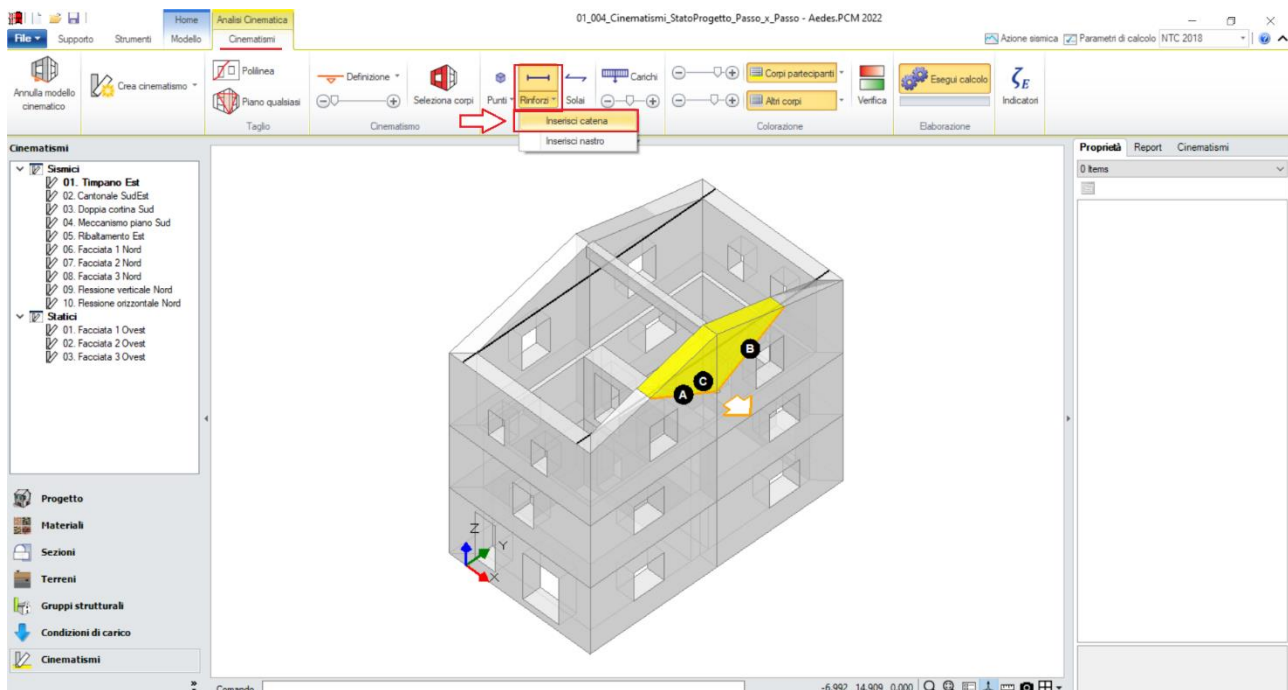 Home
Analisi Cinematica
01_004_Cinematismi_StatoProgetto_Passo_x_Passo - Aedes.PCM 2022
File
Supporto
Strumenti
Modello
Cinematismi
Azione sismica
Parametri di calcolo
NTC 2018
Annulla modello
cinematico
Crea cinematismo
Polilinea
Piano qualsiasi
Taglio
Definizione
Cinematismo
Seleziona corpi
Punti
Rinforzi
Solai
Carichi
Inserisci catena
Inserisci nastro
Corpi partecipanti
Altri corpi
Colorazione
Verifica
Esegui calcolo
Elaborazione
ζE
Indicatori
Cinematismi
Sismici
01. Timpano Est
02. Cantonale SudEst
03. Doppia cortina Sud
04. Meccanismo piano Sud
05. Ribaltamento Est
06. Facciata 1 Nord
07. Facciata 2 Nord
08. Facciata 3 Nord
09. Flessione verticale Nord
10. Flessione orizzontale Nord
Statici
01. Facciata 1 Ovest
02. Facciata 2 Ovest
03. Facciata 3 Ovest
Progetto
Materiali
Sezioni
Terreni
Gruppi strutturali
Condizioni di carico
Cinematismi
A
C
B
Z
Y
X
Proprietà
Report
Cinematismi
0 Items
Comando
-6.992 14.909 0.000